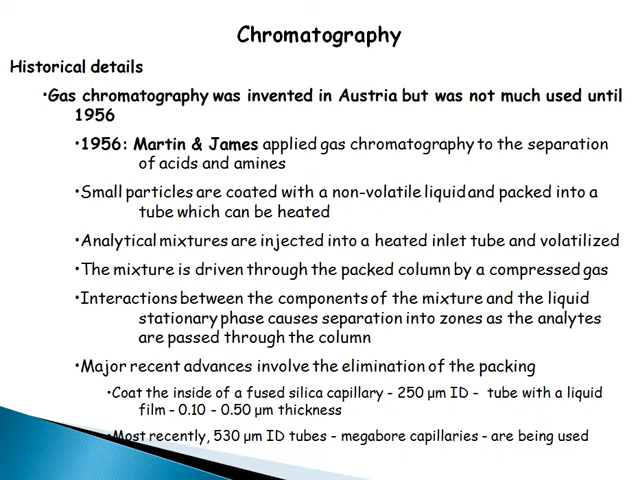 Chromatography
Historical details
•Gas chromatography was invented in Austria but was not much used until
1956
•1956: Martin & James applied gas chromatography to the separation
of acids and amines
•Small particles are coated with a non-volatile liquid and packed into a
tube which can be heated
•Analytical mixtures are injected into a heated inlet tube and volatilized
•The mixture is driven through the packed column by a compressed gas
•Interactions between the components of the mixture and the liquid
stationary phase causes separation into zones as the analytes
are passed through the column
•Major recent advances involve the elimination of the packing
•Coat the inside of a fused silica capillary - 250 μm ID - tube with a liquid
film - 0.10 - 0.50 μm thickness
•Most recently, 530 μm ID tubes - megabore capillaries - are being used